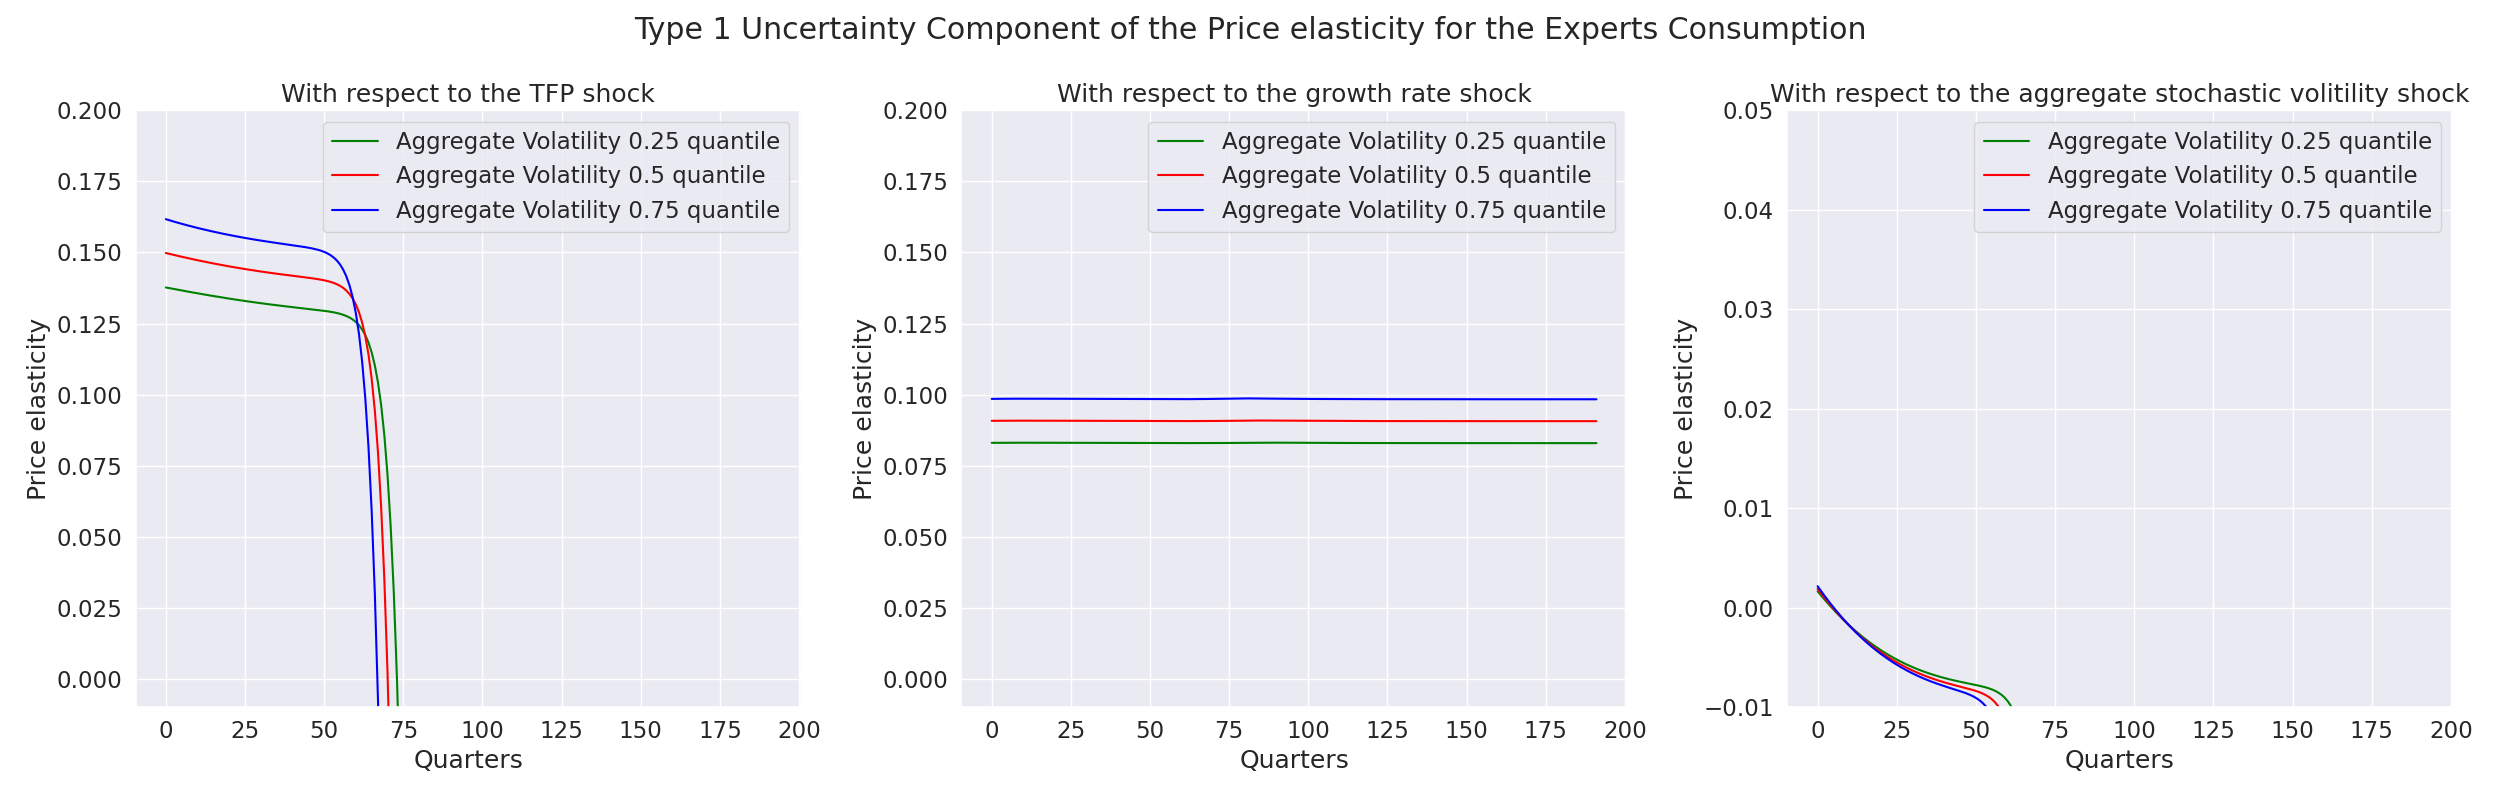 Type 1 Uncertainty Component of the Price elasticity for the Experts Consumption
With respect to the TFP shock
0.200
0.175
0.150
0.125
0.100
0.075
0.050
0.025
0.000
Price elasticity
Aggregate Volatility 0.25 quantile
Aggregate Volatility 0.5 quantile
Aggregate Volatility 0.75 quantile
0 25 50 75 100 125 150 175 200
Quarters
With respect to the growth rate shock
0.200
0.175
0.150
0.125
0.100
0.075
0.050
0.025
0.000
Price elasticity
Aggregate Volatility 0.25 quantile
Aggregate Volatility 0.5 quantile
Aggregate Volatility 0.75 quantile
0 25 50 75 100 125 150 175 200
Quarters
With respect to the aggregate stochastic volitility shock
0.05
0.04
0.03
0.02
0.01
0.00
−0.01
Price elasticity
Aggregate Volatility 0.25 quantile
Aggregate Volatility 0.5 quantile
Aggregate Volatility 0.75 quantile
0 25 50 75 100 125 150 175 200
Quarters